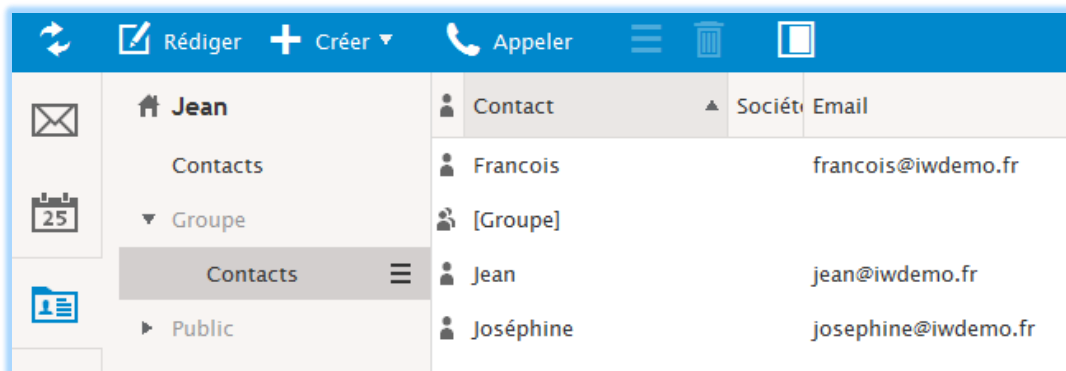 Rédiger Créer Appeler
Jean Contact Société Email
Contacts Francois francois@iwdemo.fr
25 Groupe [Groupe]
Contacts Jean jean@iwdemo.fr
Public Joséphine josephine@iwdemo.fr